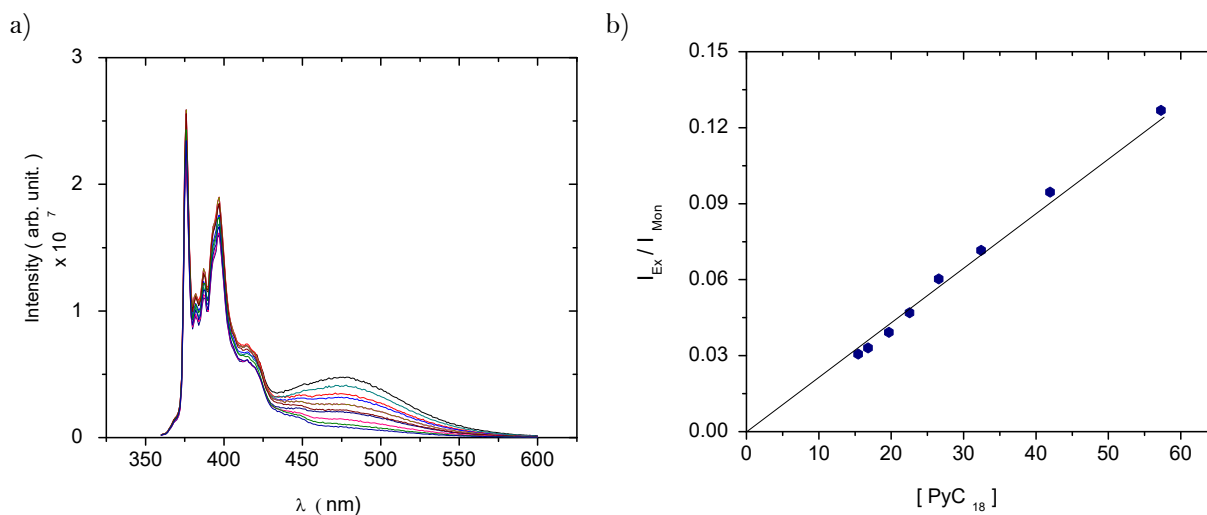 a)
3
2
1
0
Intensity ( arb. unit. )
x 10 7
350 400 450 500 550 600
λ ( nm)
b)
0.15
0.12
0.09
0.06
0.03
0.00
I Ex / I Mon
0 10 20 30 40 50 60
[ PyC 18 ]